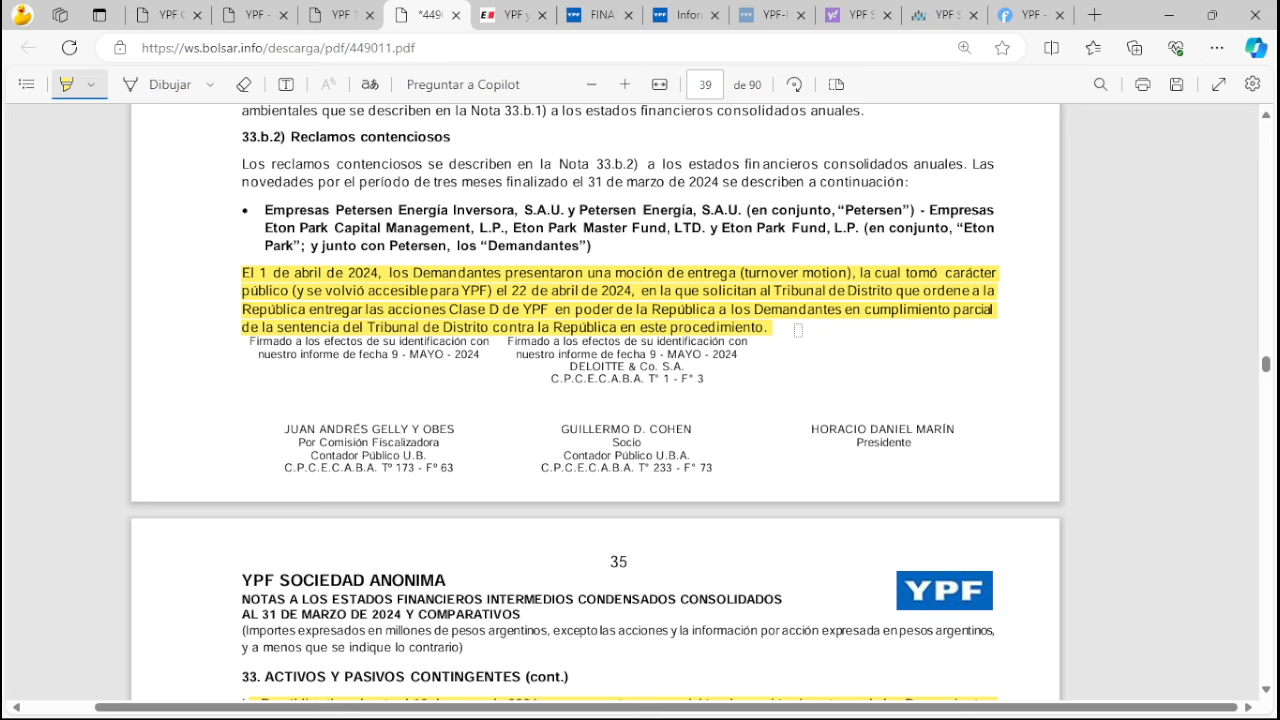 YPF C
YPF -
YPF 1
*449
YPF y
FINA
Infor
YPF-I
YPF S
YPF S
YPF -
https://ws.bolsar.info/descarga/pdf/449011.pdf
Dibujar
Preguntar a Copilot
39
de 90
ambientales que se describen en la Nota 33.b.1) a los estados financieros consolidados anuales.
33.b.2) Reclamos contenciosos
Los reclamos contenciosos se describen en la Nota 33.b.2) a los estados financieros consolidados anuales. Las
novedades por el período de tres meses finalizado el 31 de marzo de 2024 se describen a continuación:
• Empresas Petersen Energía Inversora, S.A.U. y Petersen Energía, S.A.U. (en conjunto, “Petersen”) - Empresas
Eton Park Capital Management, L.P., Eton Park Master Fund, LTD. y Eton Park Fund, L.P. (en conjunto, “Eton
Park”; y junto con Petersen, los “Demandantes”)
El 1 de abril de 2024, los Demandantes presentaron una moción de entrega (turnover motion), la cual tomó carácter
público (y se volvió accesible para YPF) el 22 de abril de 2024, en la que solicitan al Tribunal de Distrito que ordene a la
República entregar las acciones Clase D de YPF en poder de la República a los Demandantes en cumplimiento parcial
de la sentencia del Tribunal de Distrito contra la República en este procedimiento.
Firmado a los efectos de su identificación con
nuestro informe de fecha 9 - MAYO - 2024
Firmado a los efectos de su identificación con
nuestro informe de fecha 9 - MAYO - 2024
DELOITTE & Co. S.A.
C.P.C.E.C.A.B.A. T° 1 - F° 3
JUAN ANDRÉS GELLY Y OBES
Por Comisión Fiscalizadora
Contador Público U.B.
C.P.C.E.C.A.B.A. Tº 173 - Fº 63
GUILLERMO D. COHEN
Socio
Contador Público U.B.A.
C.P.C.E.C.A.B.A. T° 233 - F° 73
HORACIO DANIEL MARÍN
Presidente
35
YPF SOCIEDAD ANONIMA
NOTAS A LOS ESTADOS FINANCIEROS INTERMEDIOS CONDENSADOS CONSOLIDADOS
AL 31 DE MARZO DE 2024 Y COMPARATIVOS
(Importes expresados en millones de pesos argentinos, excepto las acciones y la información por acción expresada en pesos argentinos,
y a menos que se indique lo contrario)
YPF
33. ACTIVOS Y PASIVOS CONTINGENTES (cont.)